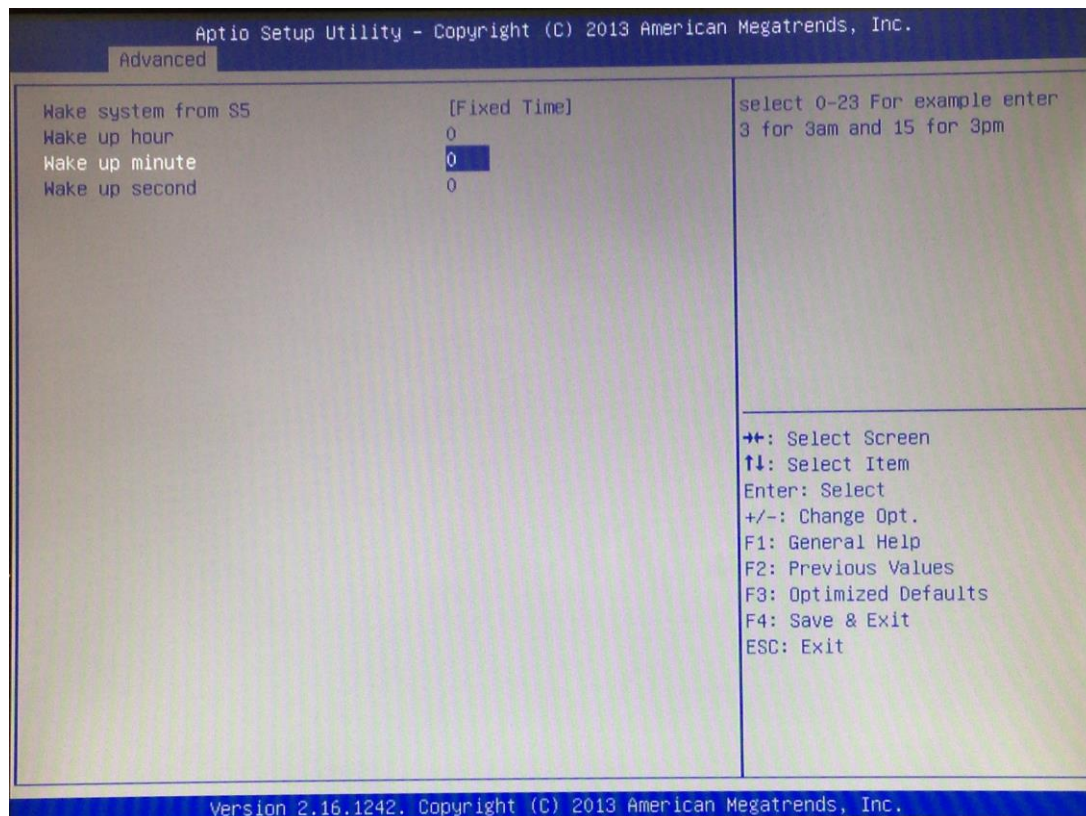 Aptio Setup Utility – Copyright (C) 2013 American Megatrends, Inc.
Advanced
Wake system from S5 [Fixed Time]
Wake up hour 0
Wake up minute 0
Wake up second 0
select 0-23 For example enter
3 for 3am and 15 for 3pm
→←: Select Screen
↑↓: Select Item
Enter: Select
+/-: Change Opt.
F1: General Help
F2: Previous Values
F3: Optimized Defaults
F4: Save & Exit
ESC: Exit
Version 2.16.1242. Copyright (C) 2013 American Megatrends, Inc.